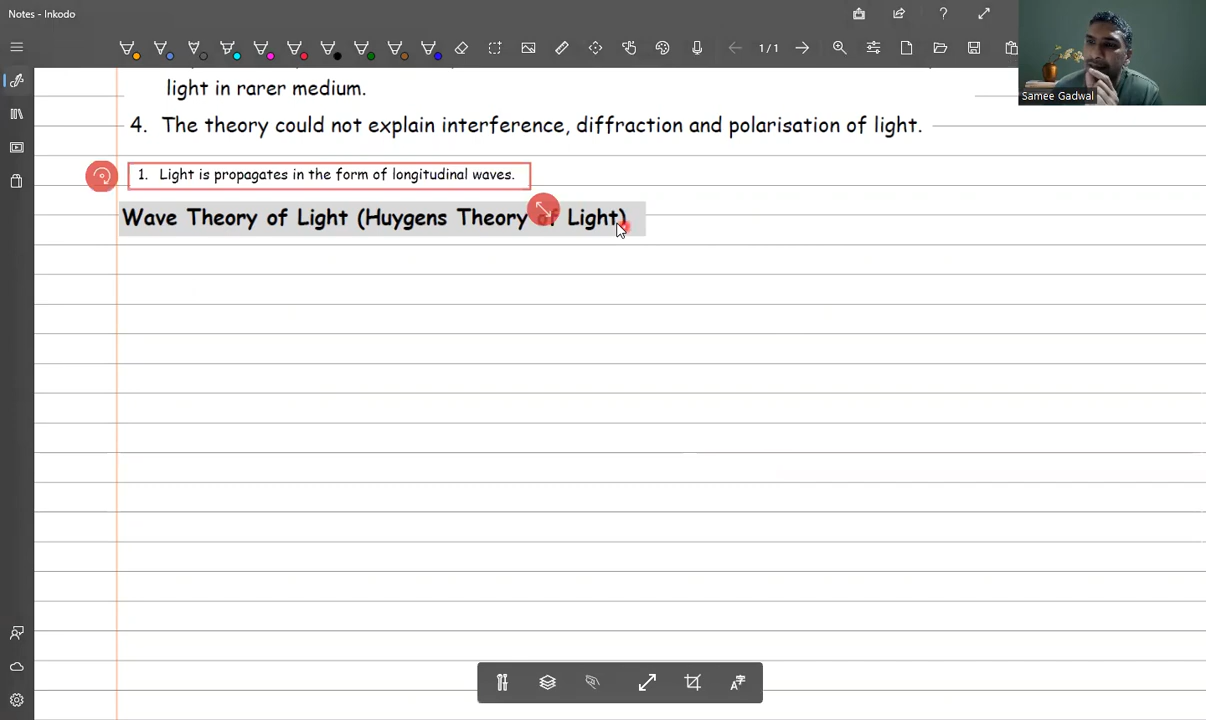 Notes - Inkodo
1/1
Samee Gadwal
light in rarer medium.
4. The theory could not explain interference, diffraction and polarisation of light.
1. Light is propagates in the form of longitudinal waves.
Wave Theory of Light (Huygens Theory of Light)